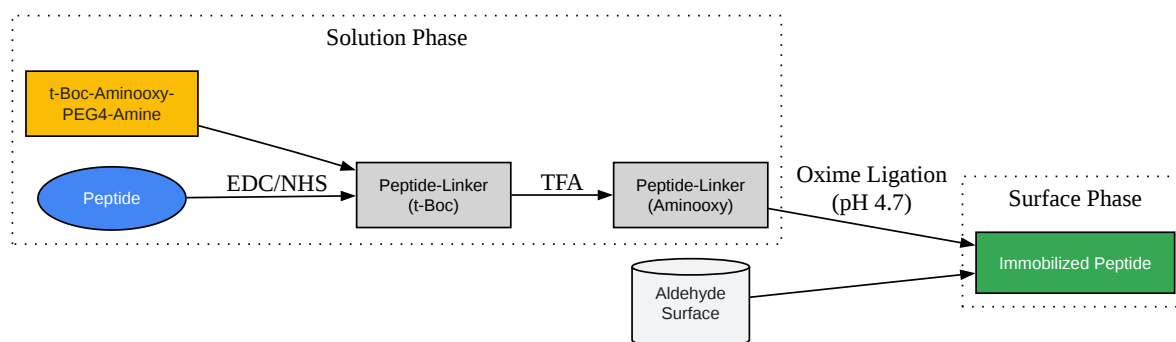 Solution Phase
t-Boc-Aminooxy-
PEG4-Amine
Peptide
EDC/NHS
Peptide-Linker
(t-Boc)
TFA
Peptide-Linker
(Aminooxy)
Oxime Ligation
(pH 4.7)
Surface Phase
Immobilized Peptide
Aldehyde
Surface